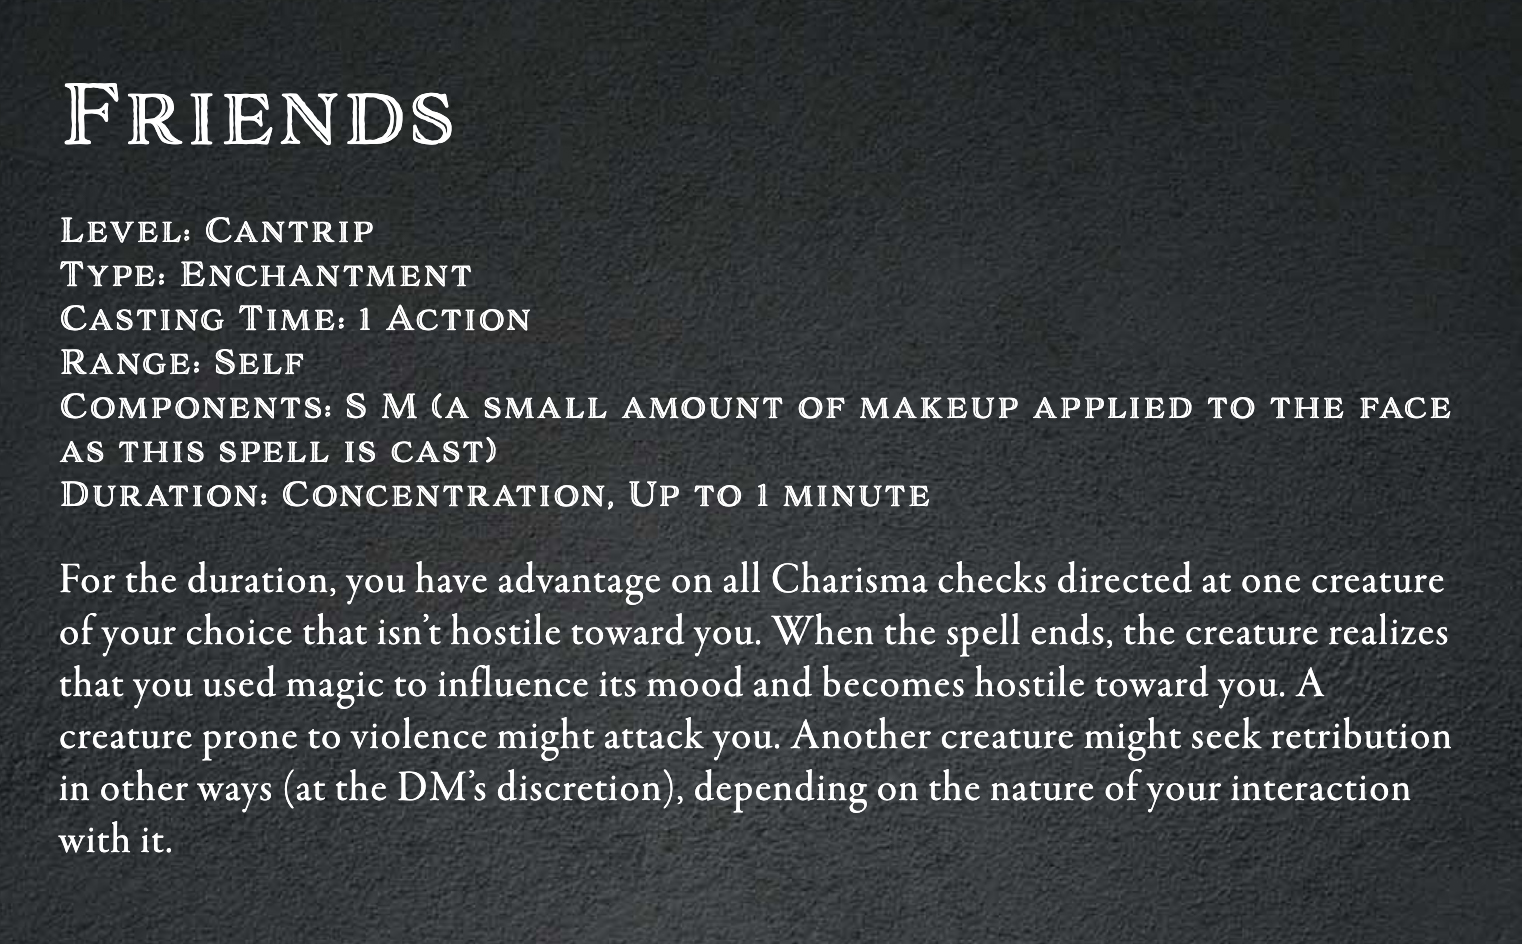 Friends
Level: Cantrip
Type: Enchantment
Casting Time: 1 Action
Range: Self
Components: S M (a small amount of makeup applied to the face
as this spell is cast)
Duration: Concentration, Up to 1 minute
For the duration, you have advantage on all Charisma checks directed at one creature
of your choice that isn’t hostile toward you. When the spell ends, the creature realizes
that you used magic to influence its mood and becomes hostile toward you. A
creature prone to violence might attack you. Another creature might seek retribution
in other ways (at the DM’s discretion), depending on the nature of your interaction
with it.